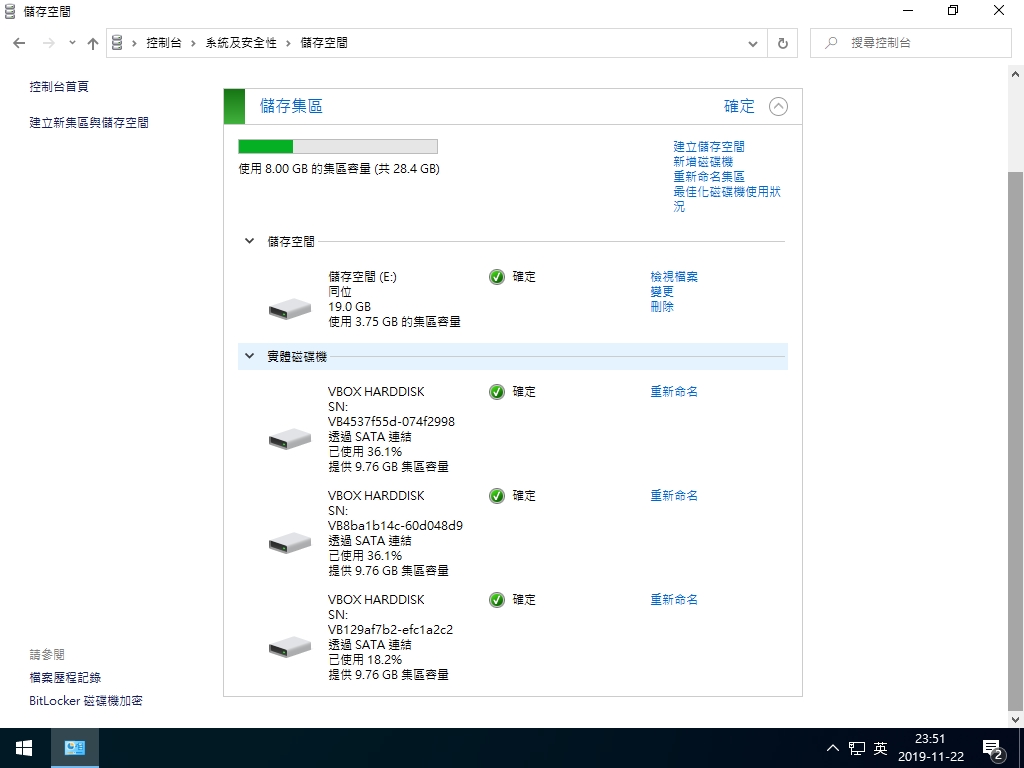 儲存空間
控制台 > 系統及安全性 > 儲存空間
搜尋控制台
控制台首頁
建立新集區與儲存空間
儲存集區
確定
使用 8.00 GB 的集區容量 (共 28.4 GB)
建立儲存空間
新增磁碟機
重新命名集區
最佳化磁碟機使用狀
況
儲存空間
儲存空間 (E:)
同位
19.0 GB
使用 3.75 GB 的集區容量
確定
檢視檔案
變更
刪除
實體磁碟機
VBOX HARDDISK
SN:
VB4537f55d-074f2998
透過 SATA 連結
已使用 36.1%
提供 9.76 GB 集區容量
確定
重新命名
VBOX HARDDISK
SN:
VB8ba1b14c-60d048d9
透過 SATA 連結
已使用 36.1%
提供 9.76 GB 集區容量
確定
重新命名
VBOX HARDDISK
SN:
VB129af7b2-efc1a2c2
透過 SATA 連結
已使用 18.2%
提供 9.76 GB 集區容量
確定
重新命名
請參閱
檔案歷程記錄
BitLocker 磁碟機加密
英
23:51
2019-11-22
2